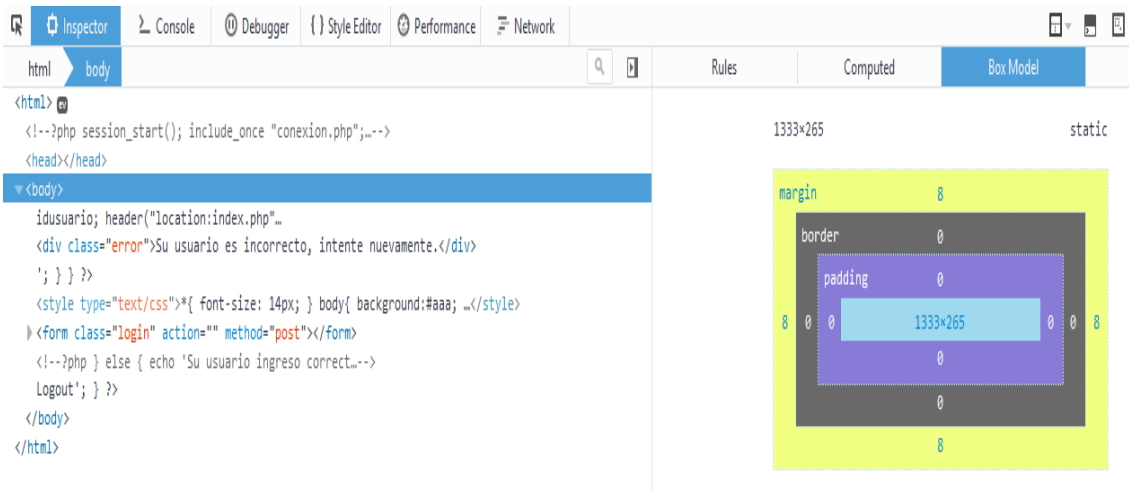 Inspector Console Debugger { } Style Editor Performance Network
html body Rules Computed Box Model
<html> ev
<!--?php session_start(); include_once "conexion.php";…-->
<head></head>
<body>
idusuario; header("location:index.php"…
<div class="error">Su usuario es incorrecto, intente nuevamente.</div>
'; } } ?>
<style type="text/css">*{ font-size: 14px; } body{ background:#aaa; …</style>
<form class="login" action="" method="post"></form>
<!--?php } else { echo 'Su usuario ingreso correct…-->
Logout'; } ?>
</body>
</html>
1333×265 static
margin 8
border 0
padding 0
8 0 0 1333×265 0 0 8
0
0
8